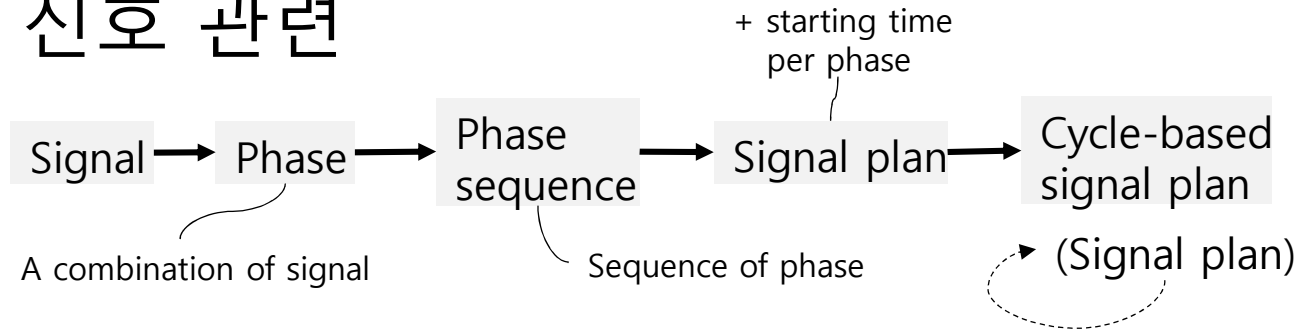 신호 관련
+ starting time
per phase
Signal
Phase
Phase
sequence
Signal plan
Cycle-based
signal plan
A combination of signal
Sequence of phase
(Signal plan)